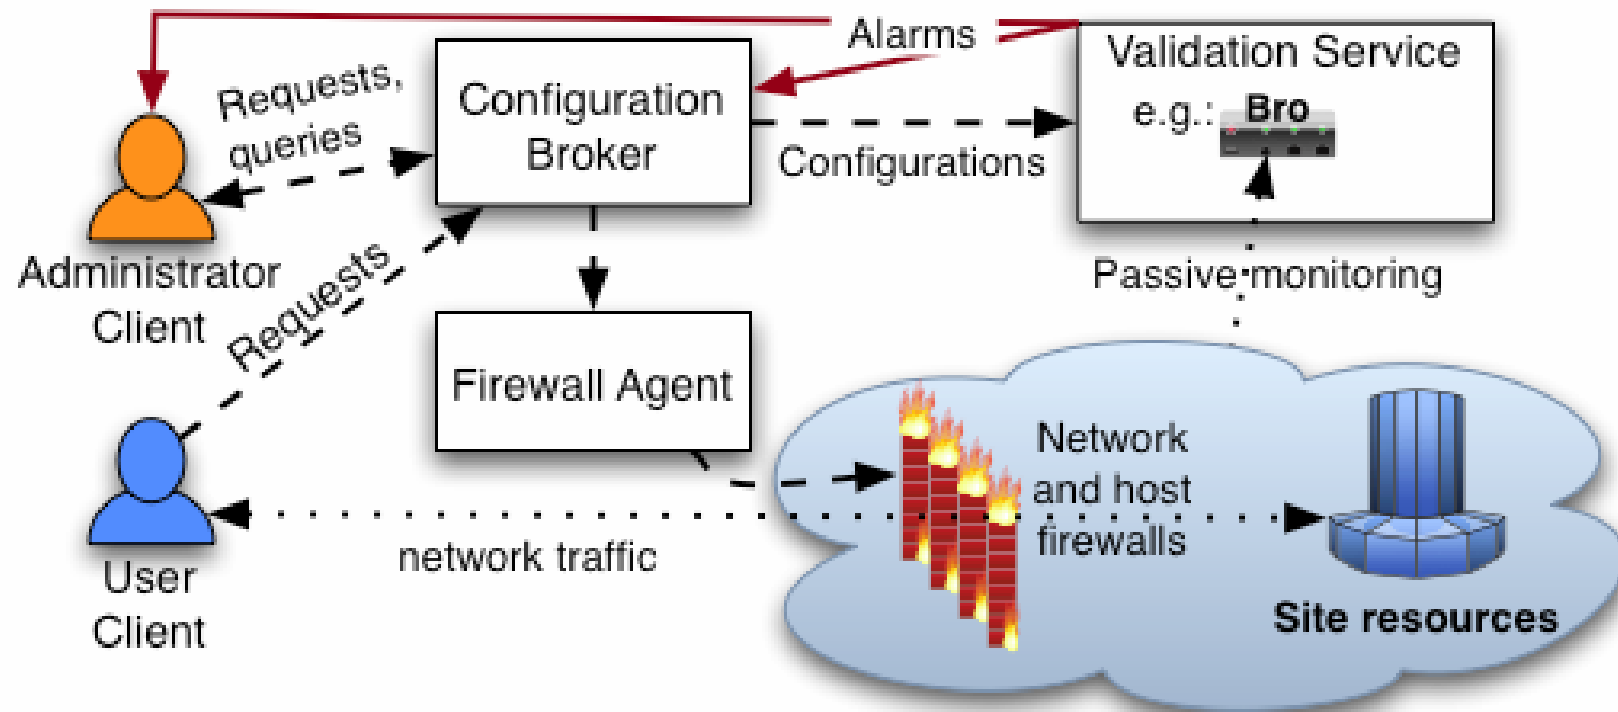 Alarms
Validation Service
e.g.: Bro
Requests,
queries
Configuration
Broker
Configurations
Administrator
Client
Requests
Passive monitoring
Firewall Agent
Network
and host
firewalls
network traffic
User
Client
Site resources